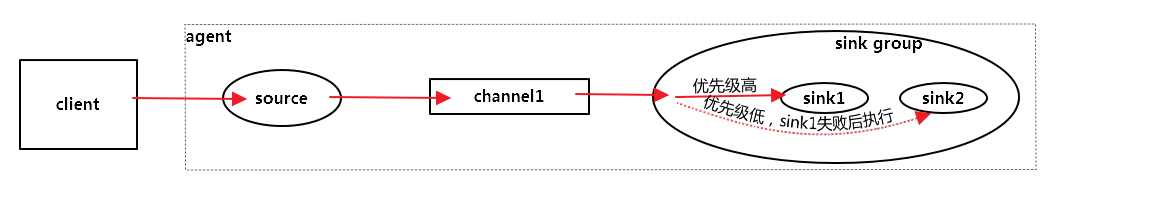 agent
sink group
client
source
channel1
优先级高
sink1
sink2
优先级低，sink1失败后执行